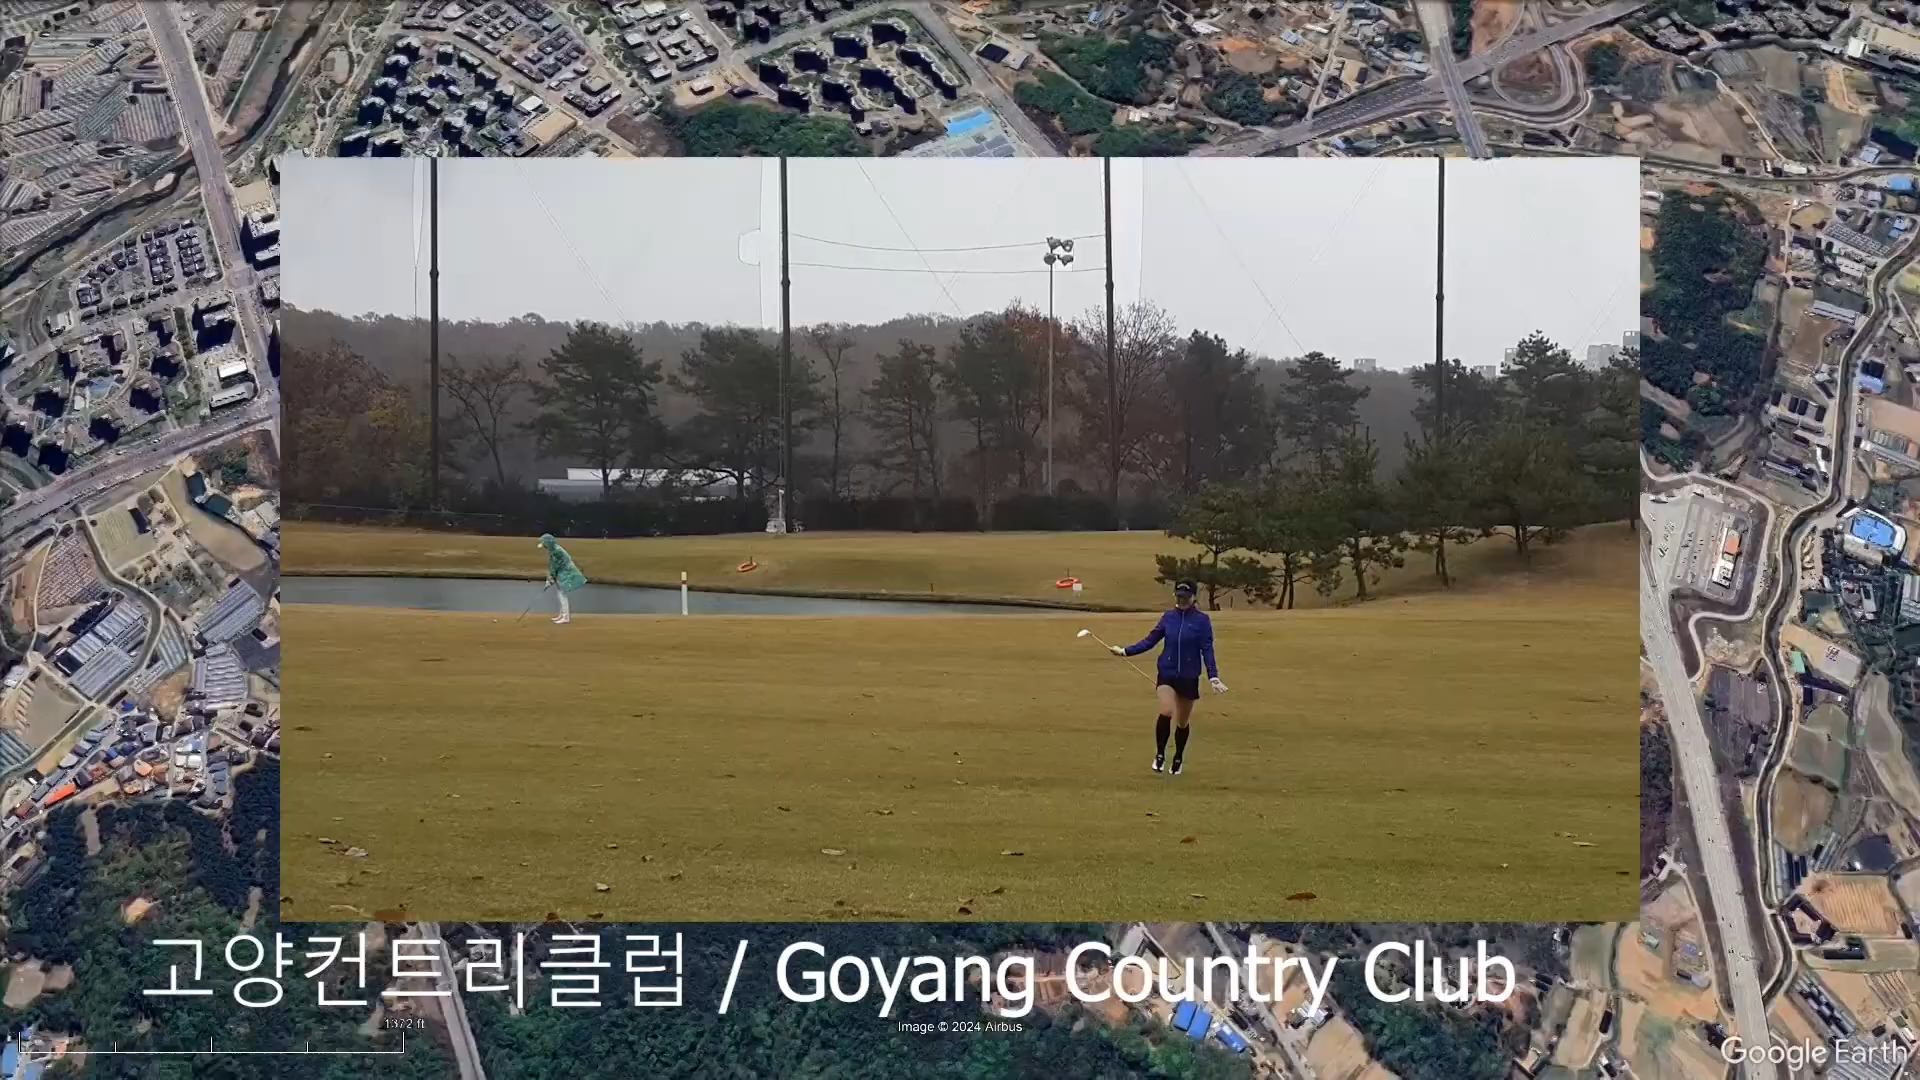 고양컨트리클럽 / Goyang Country Club
1372 ft
Image © 2024 Airbus
Google Earth